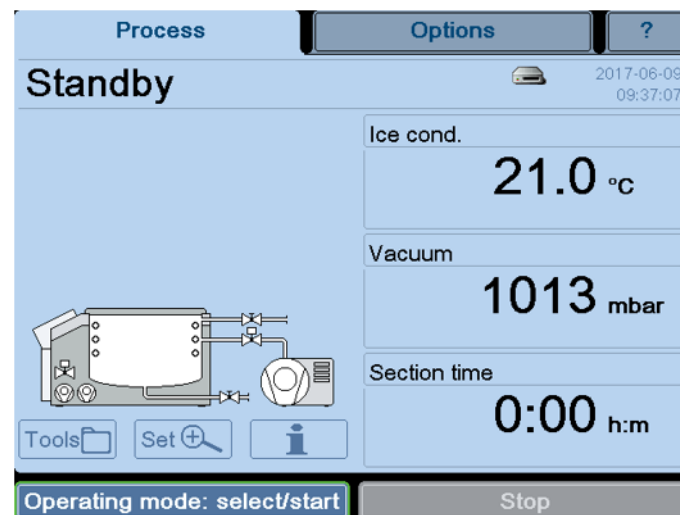 Process
Options
?
Standby
2017-06-09
09:37:07
Ice cond.
21.0 °C
Vacuum
1013 mbar
Section time
0:00 h:m
Tools
Set
i
Operating mode: select/start
Stop